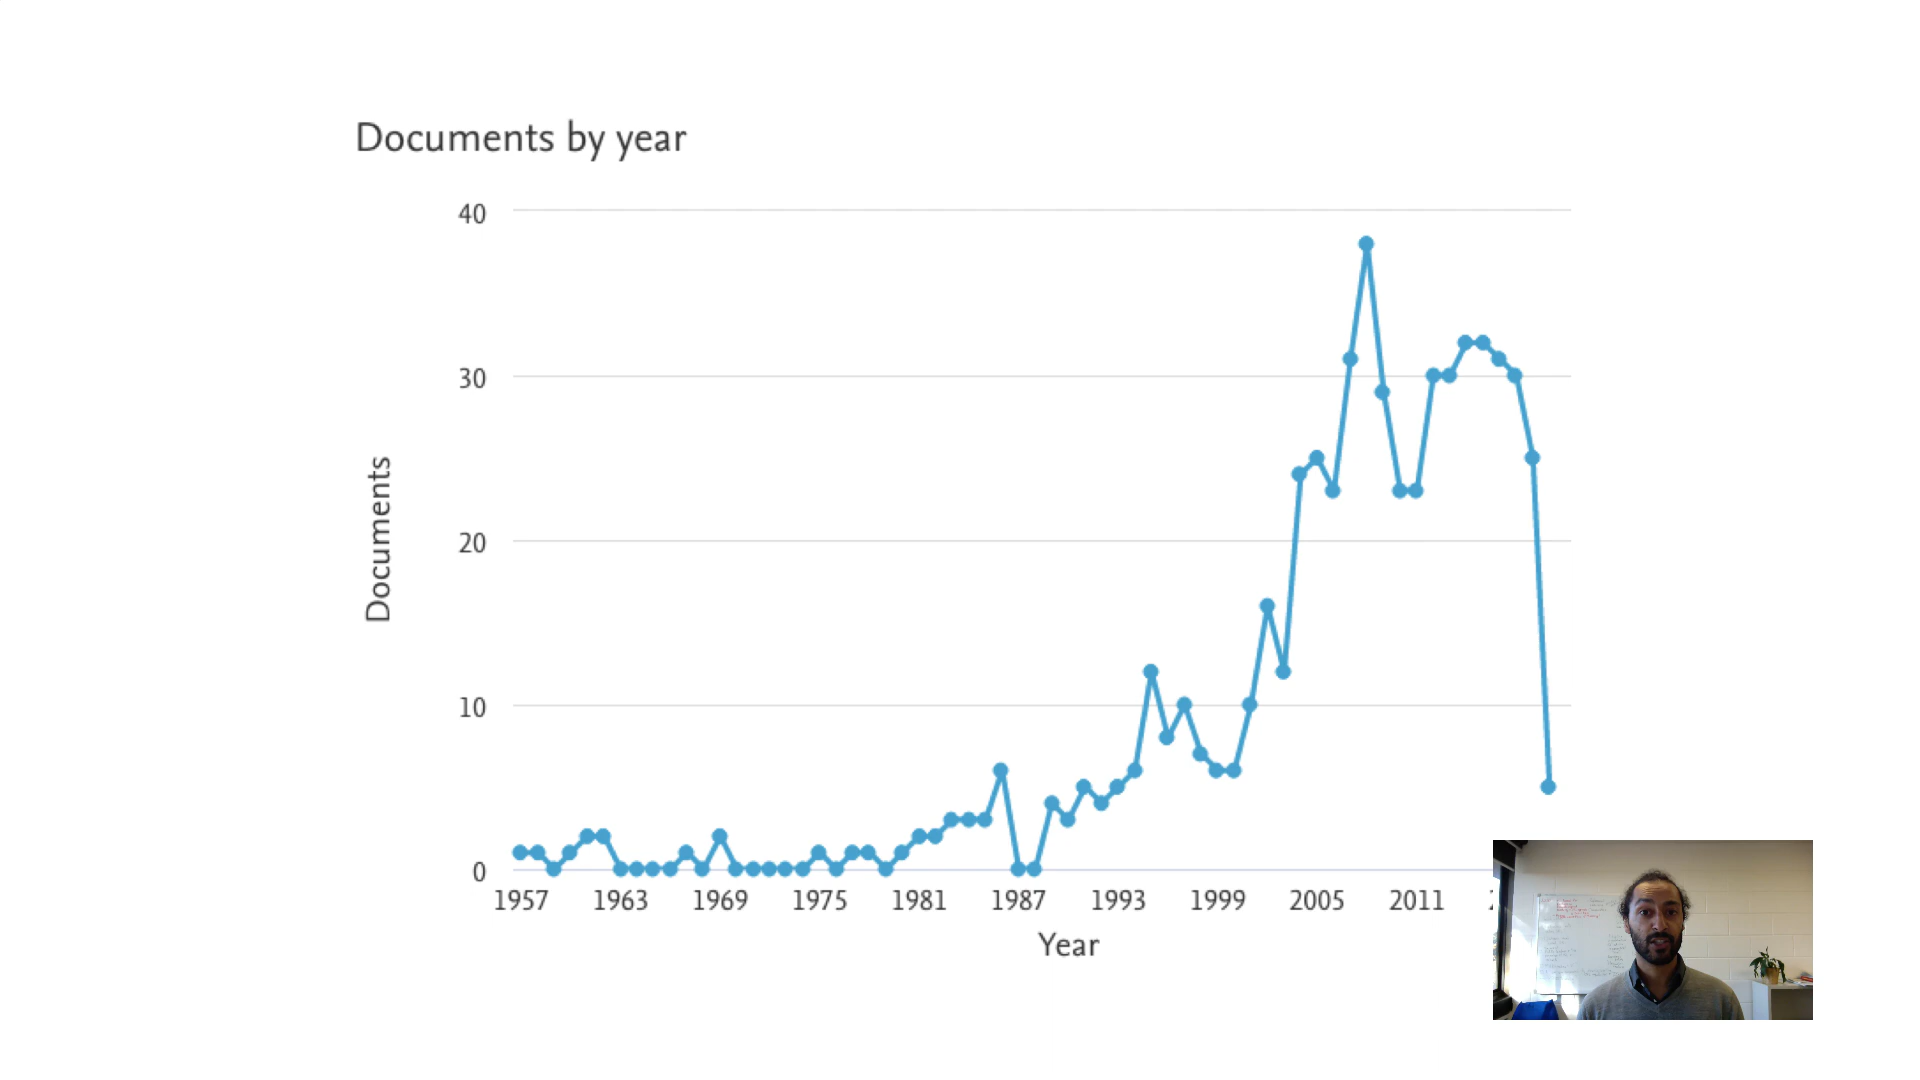 Documents by year
40
30
20
10
0
Documents
1957 1963 1969 1975 1981 1987 1993 1999 2005 2011
Year